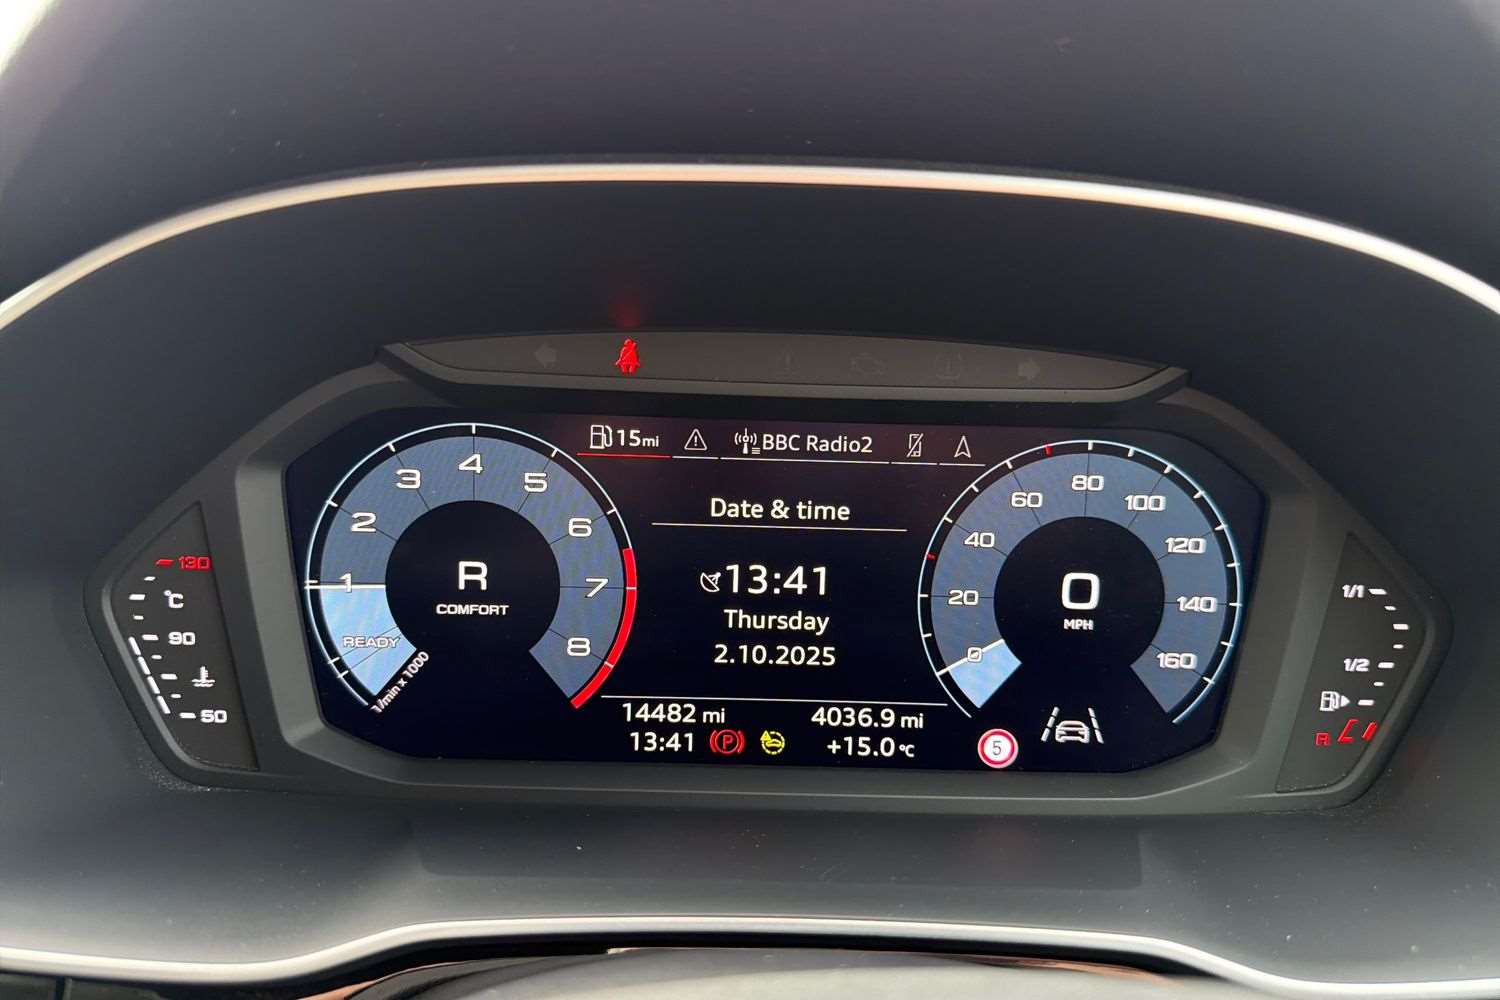 15mi
BBC Radio2
Date & time
13:41
Thursday
2.10.2025
14482 mi
4036.9 mi
13:41
P
+15.0 °C
1
2
3
4
5
6
7
8
READY
1/min x 1000
R
COMFORT
0
20
40
60
80
100
120
140
160
0
MPH
5
130
°C
90
50
1/1
1/2
R